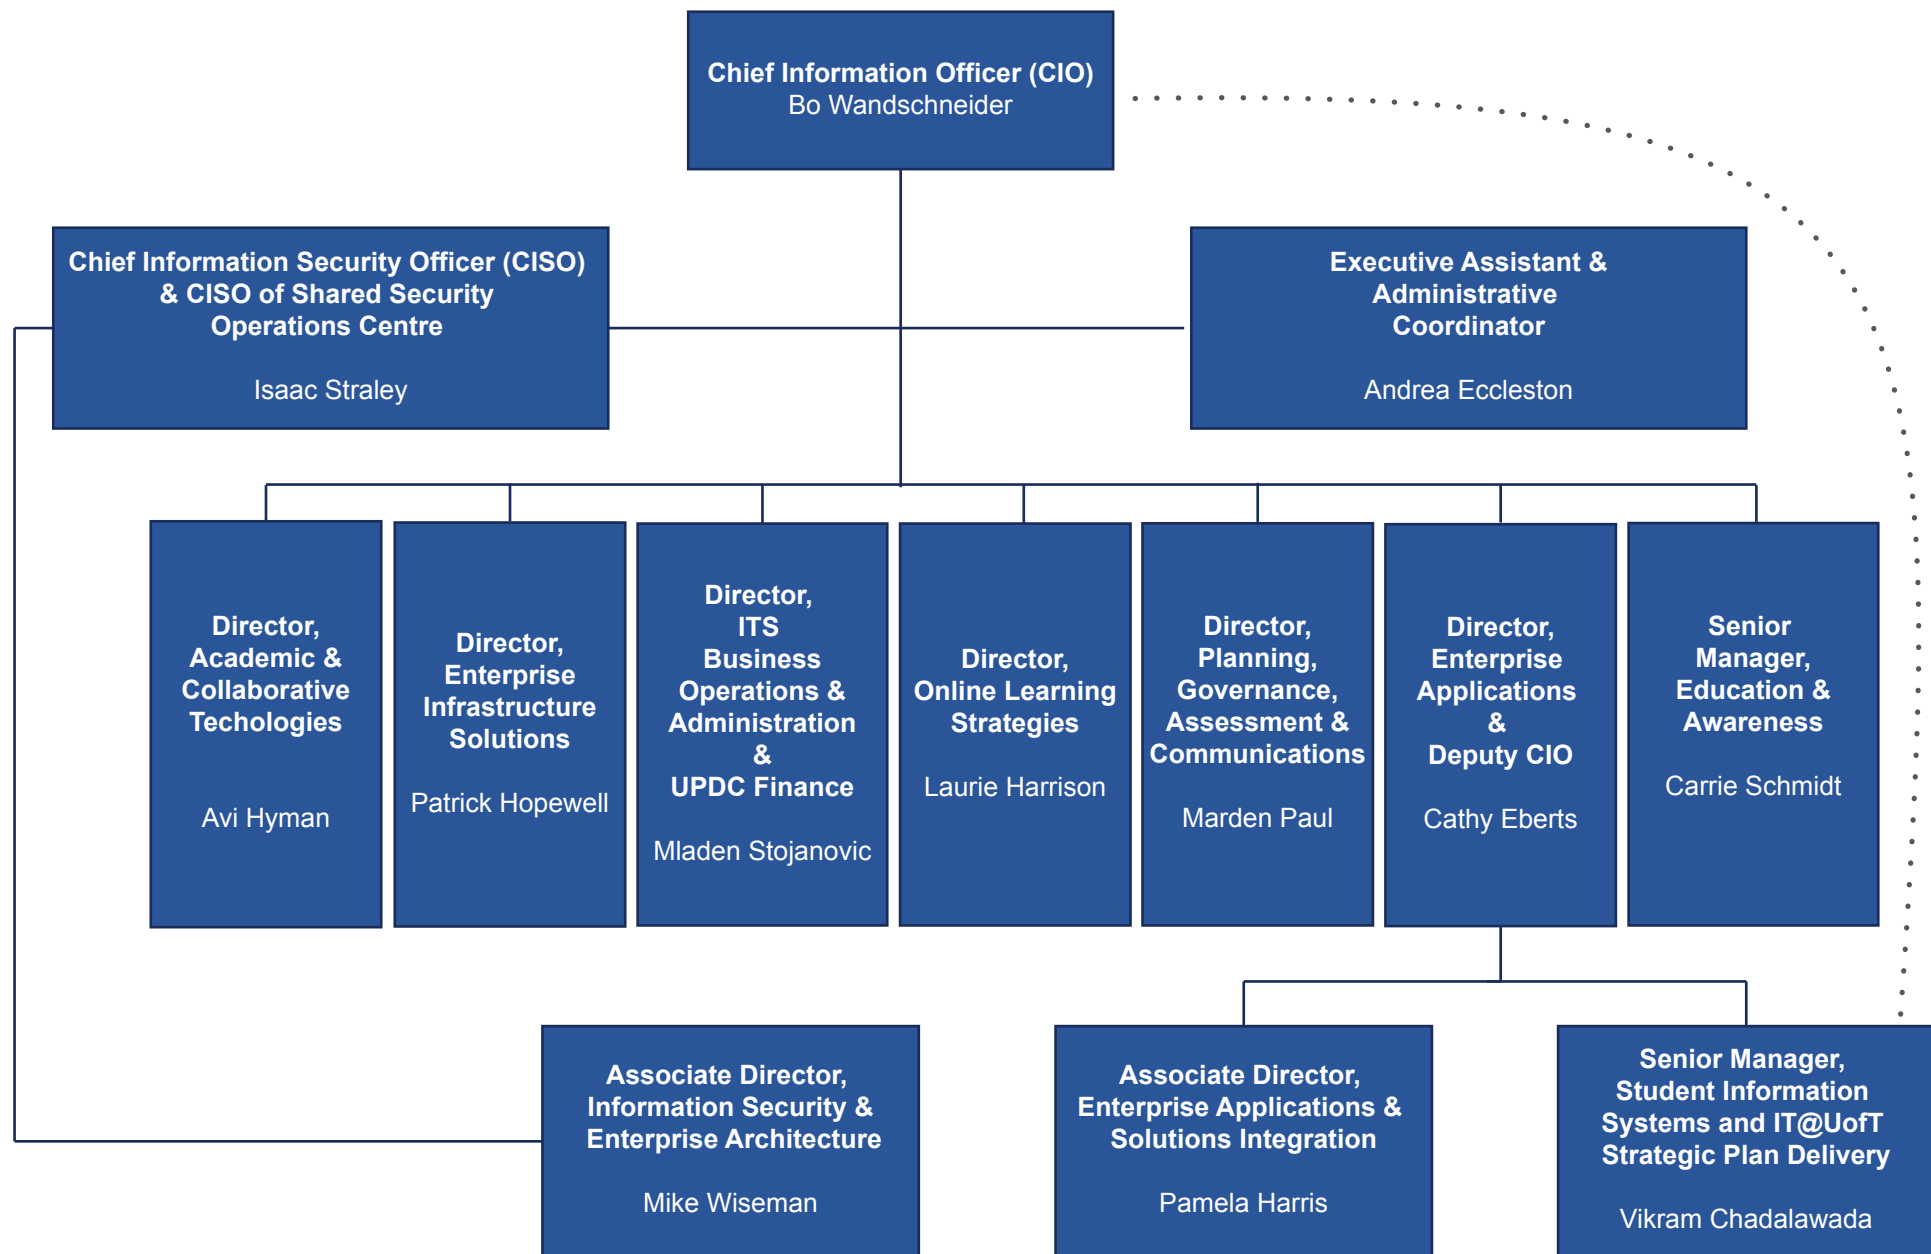 Chief Information Officer (CIO)
Bo Wandschneider
Chief Information Security Officer (CISO)
& CISO of Shared Security
Operations Centre
Isaac Straley
Executive Assistant &
Administrative
Coordinator
Andrea Eccleston
Director,
Academic &
Collaborative
Techologies
Avi Hyman
Director,
Enterprise
Infrastructure
Solutions
Patrick Hopewell
Director,
ITS
Business
Operations &
Administration
&
UPDC Finance
Mladen Stojanovic
Director,
Online Learning
Strategies
Laurie Harrison
Director,
Planning,
Governance,
Assessment &
Communications
Marden Paul
Director,
Enterprise
Applications
&
Deputy CIO
Cathy Eberts
Senior
Manager,
Education &
Awareness
Carrie Schmidt
Associate Director,
Information Security &
Enterprise Architecture
Mike Wiseman
Associate Director,
Enterprise Applications &
Solutions Integration
Pamela Harris
Senior Manager,
Student Information
Systems and IT@UofT
Strategic Plan Delivery
Vikram Chadalawada